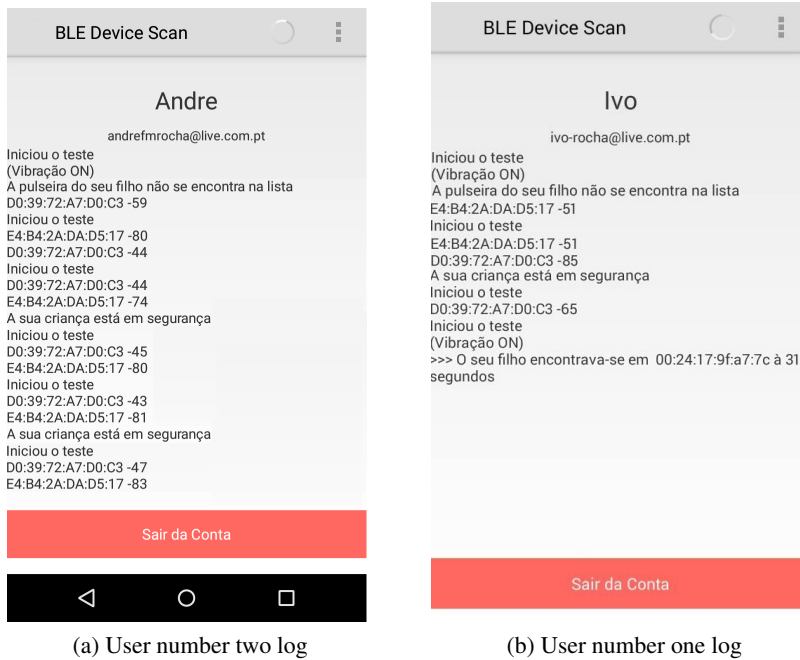 BLE Device Scan
Andre
andrefmrocha@live.com.pt
Iniciou o teste
(Vibração ON)
A pulseira do seu filho não se encontra na lista
D0:39:72:A7:D0:C3 -59
Iniciou o teste
E4:B4:2A:DA:D5:17 -80
D0:39:72:A7:D0:C3 -44
Iniciou o teste
D0:39:72:A7:D0:C3 -44
E4:B4:2A:DA:D5:17 -74
A sua criança está em segurança
Iniciou o teste
D0:39:72:A7:D0:C3 -45
E4:B4:2A:DA:D5:17 -80
Iniciou o teste
D0:39:72:A7:D0:C3 -43
E4:B4:2A:DA:D5:17 -81
A sua criança está em segurança
Iniciou o teste
D0:39:72:A7:D0:C3 -47
E4:B4:2A:DA:D5:17 -83
Sair da Conta
(a) User number two log
BLE Device Scan
Ivo
ivo-rocha@live.com.pt
Iniciou o teste
(Vibração ON)
A pulseira do seu filho não se encontra na lista
E4:B4:2A:DA:D5:17 -51
Iniciou o teste
E4:B4:2A:DA:D5:17 -51
D0:39:72:A7:D0:C3 -85
A sua criança está em segurança
Iniciou o teste
D0:39:72:A7:D0:C3 -65
Iniciou o teste
(Vibração ON)
>>> O seu filho encontrava-se em 00:24:17:9f:a7:7c à 31
segundos
Sair da Conta
(b) User number one log